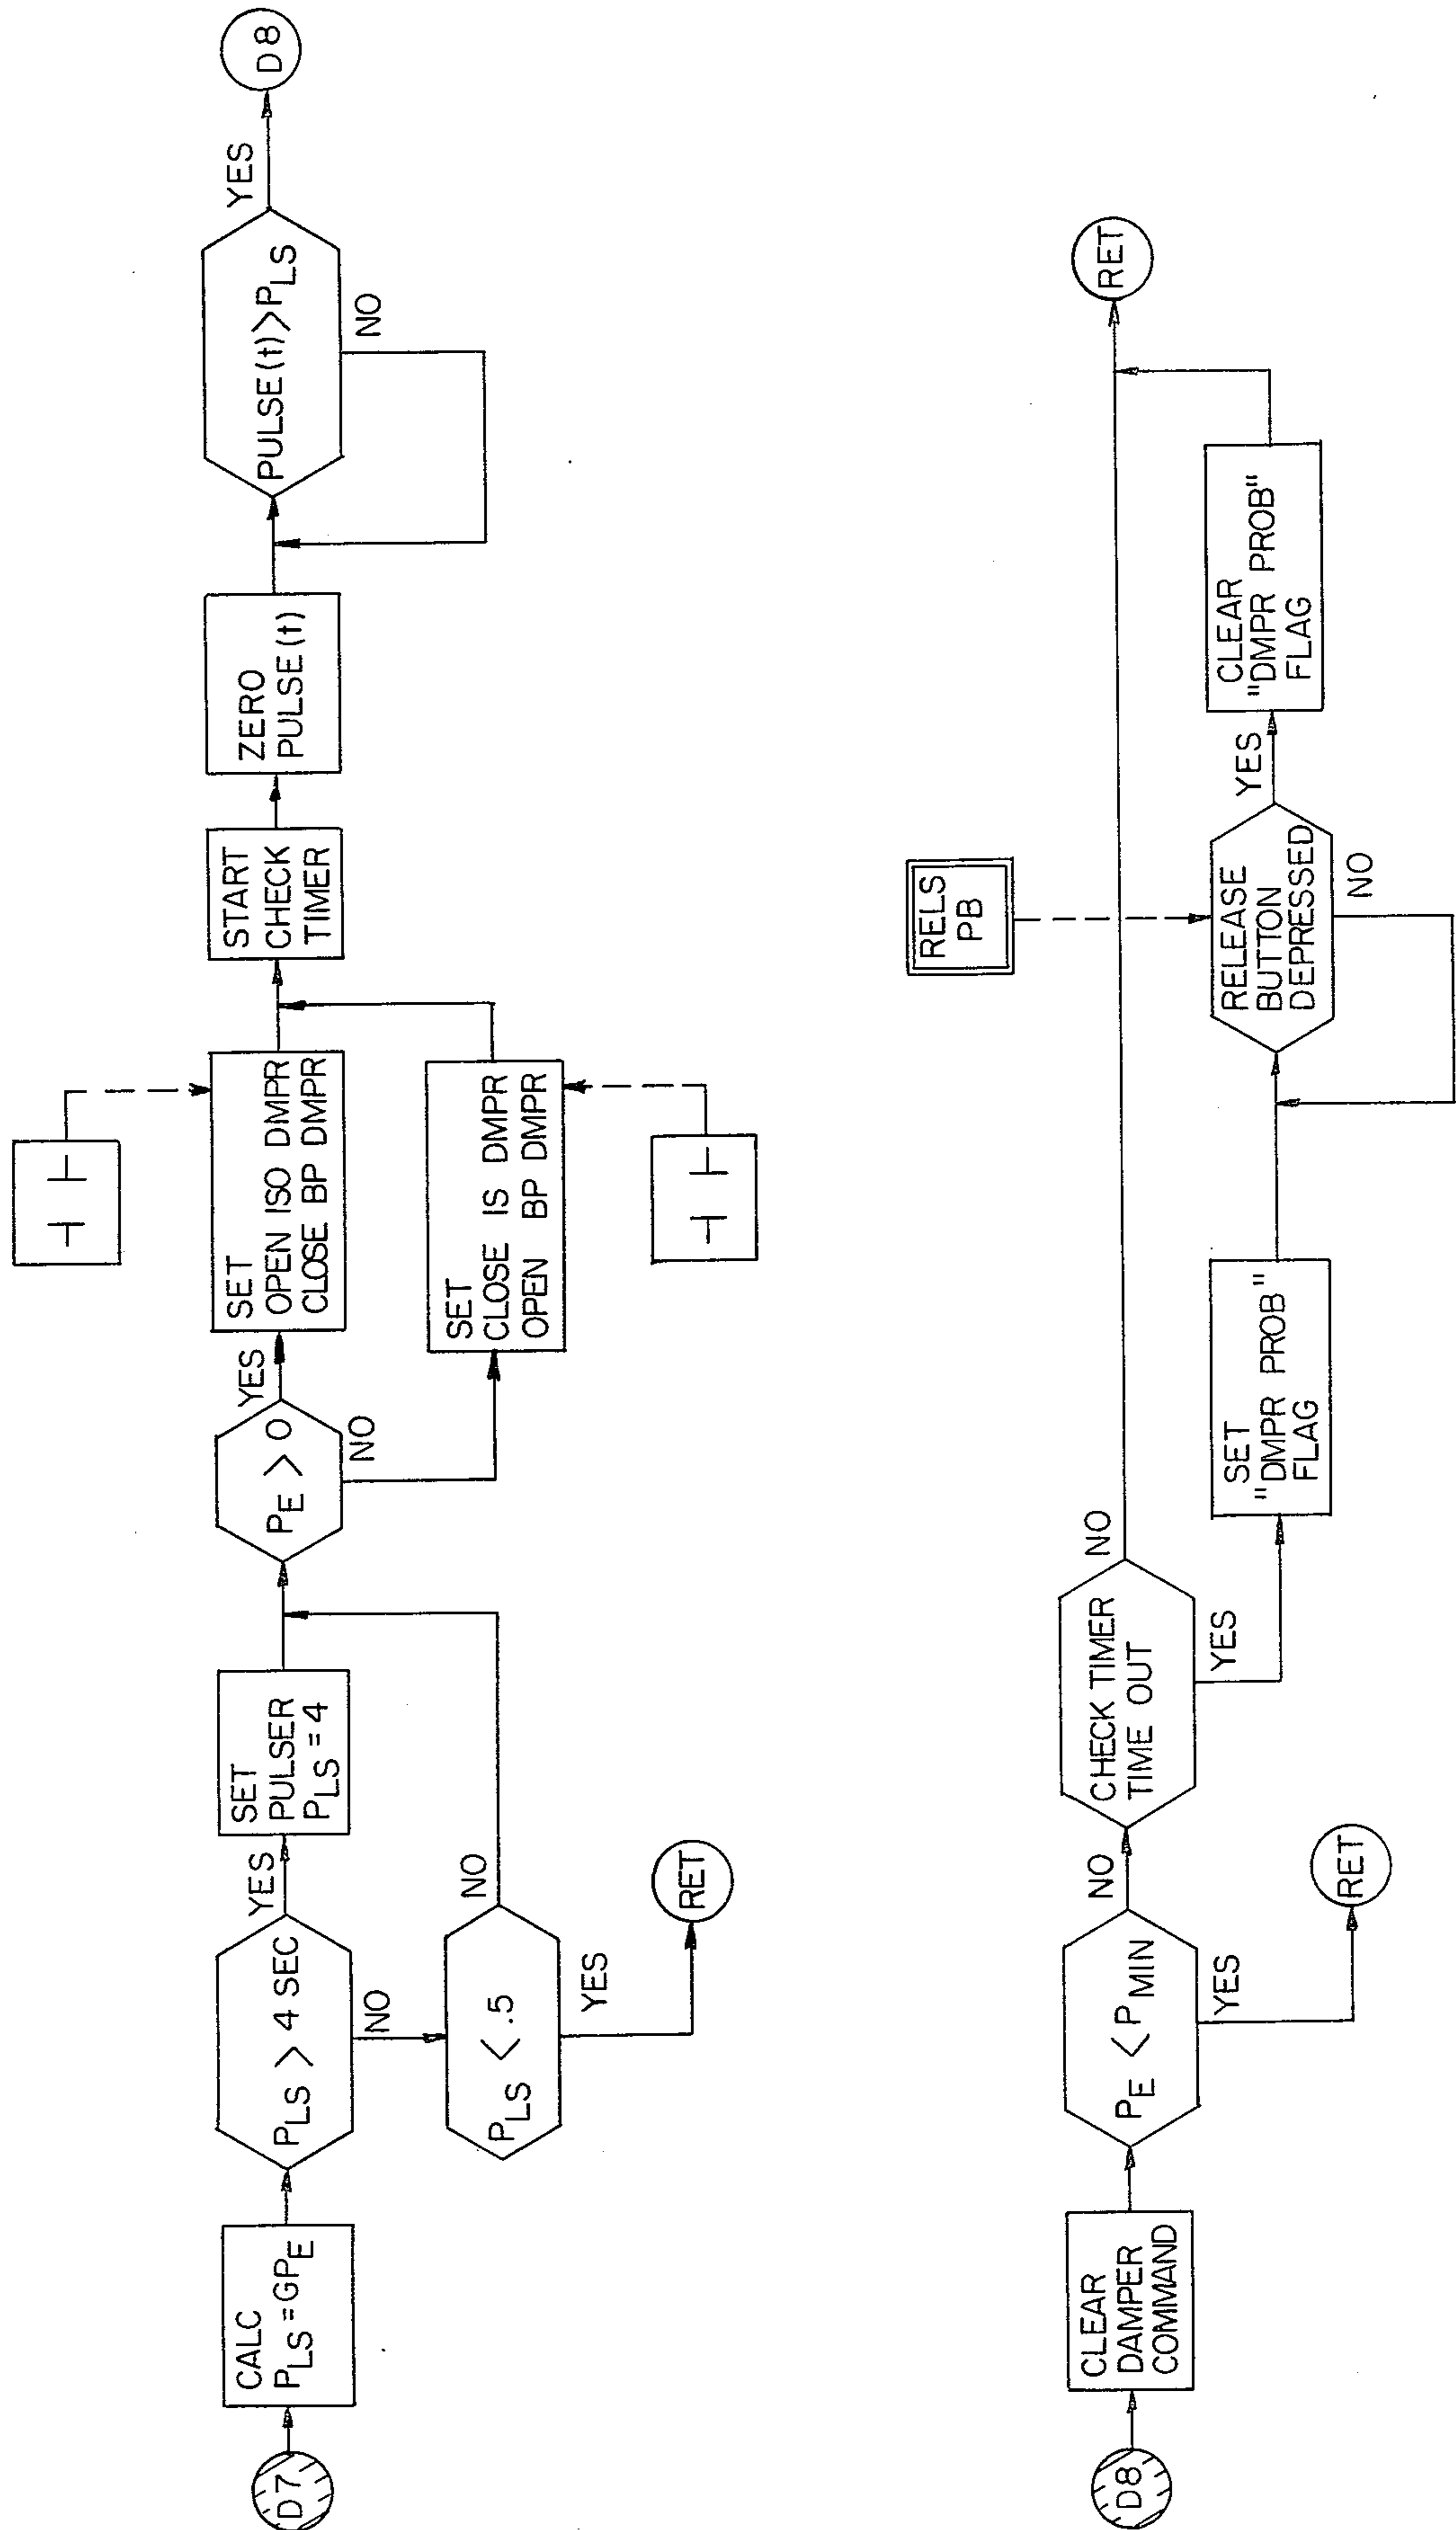 D7
CALC
PLS = GPE
PLS > 4 SEC
YES
NO
SET
PULSER
PLS = 4
PLS < .5
NO
YES
RET
PE > 0
YES
NO
SET
OPEN ISO DMPR
CLOSE BP DMPR
SET
CLOSE IS DMPR
OPEN BP DMPR
START
CHECK
TIMER
ZERO
PULSE(t)
PULSE(t) > PLS
YES
NO
D8
D8
CLEAR
DAMPER
COMMAND
PE < PMIN
NO
YES
RET
CHECK TIMER
TIME OUT
NO
YES
SET
"DMPR PROB"
FLAG
RELS
PB
RELEASE
BUTTON
DEPRESSED
YES
NO
CLEAR
"DMPR PROB"
FLAG
RET